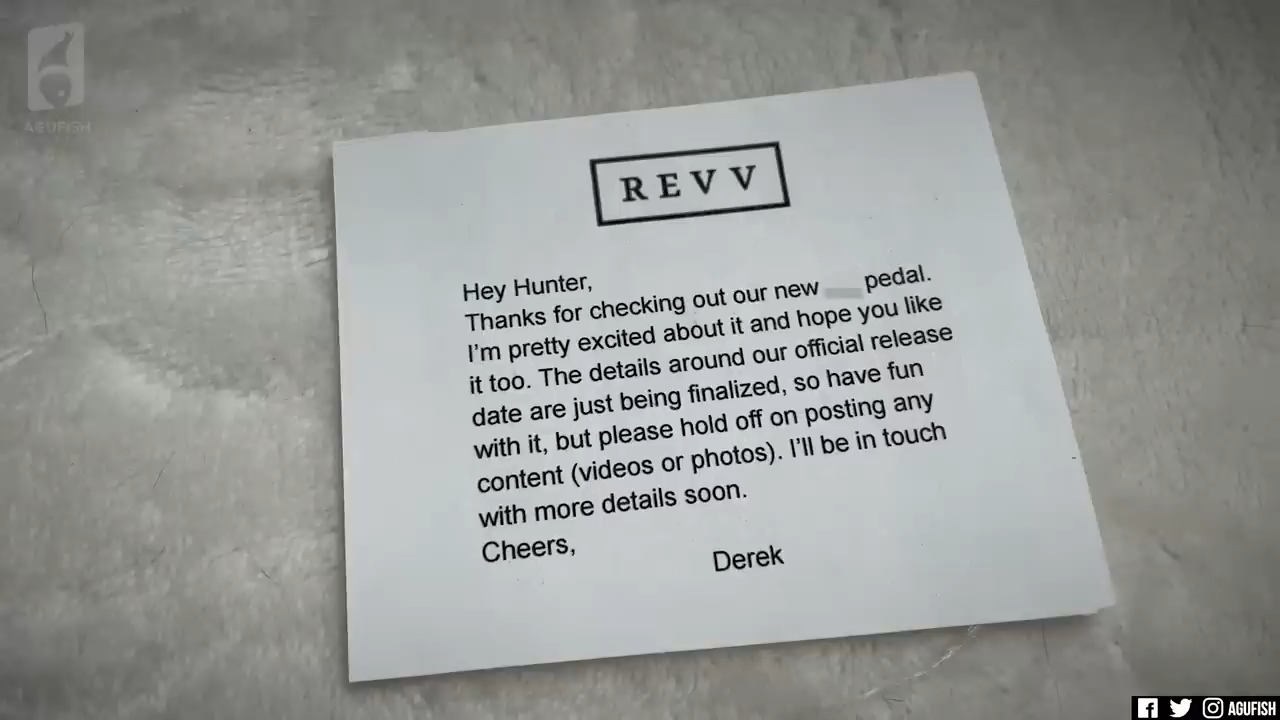 AGUFISH
REVV
Hey Hunter,
Thanks for checking out our new pedal.
I'm pretty excited about it and hope you like
it too. The details around our official release
date are just being finalized, so have fun
with it, but please hold off on posting any
content (videos or photos). I'll be in touch
with more details soon.
Cheers,
Derek
AGUFISH